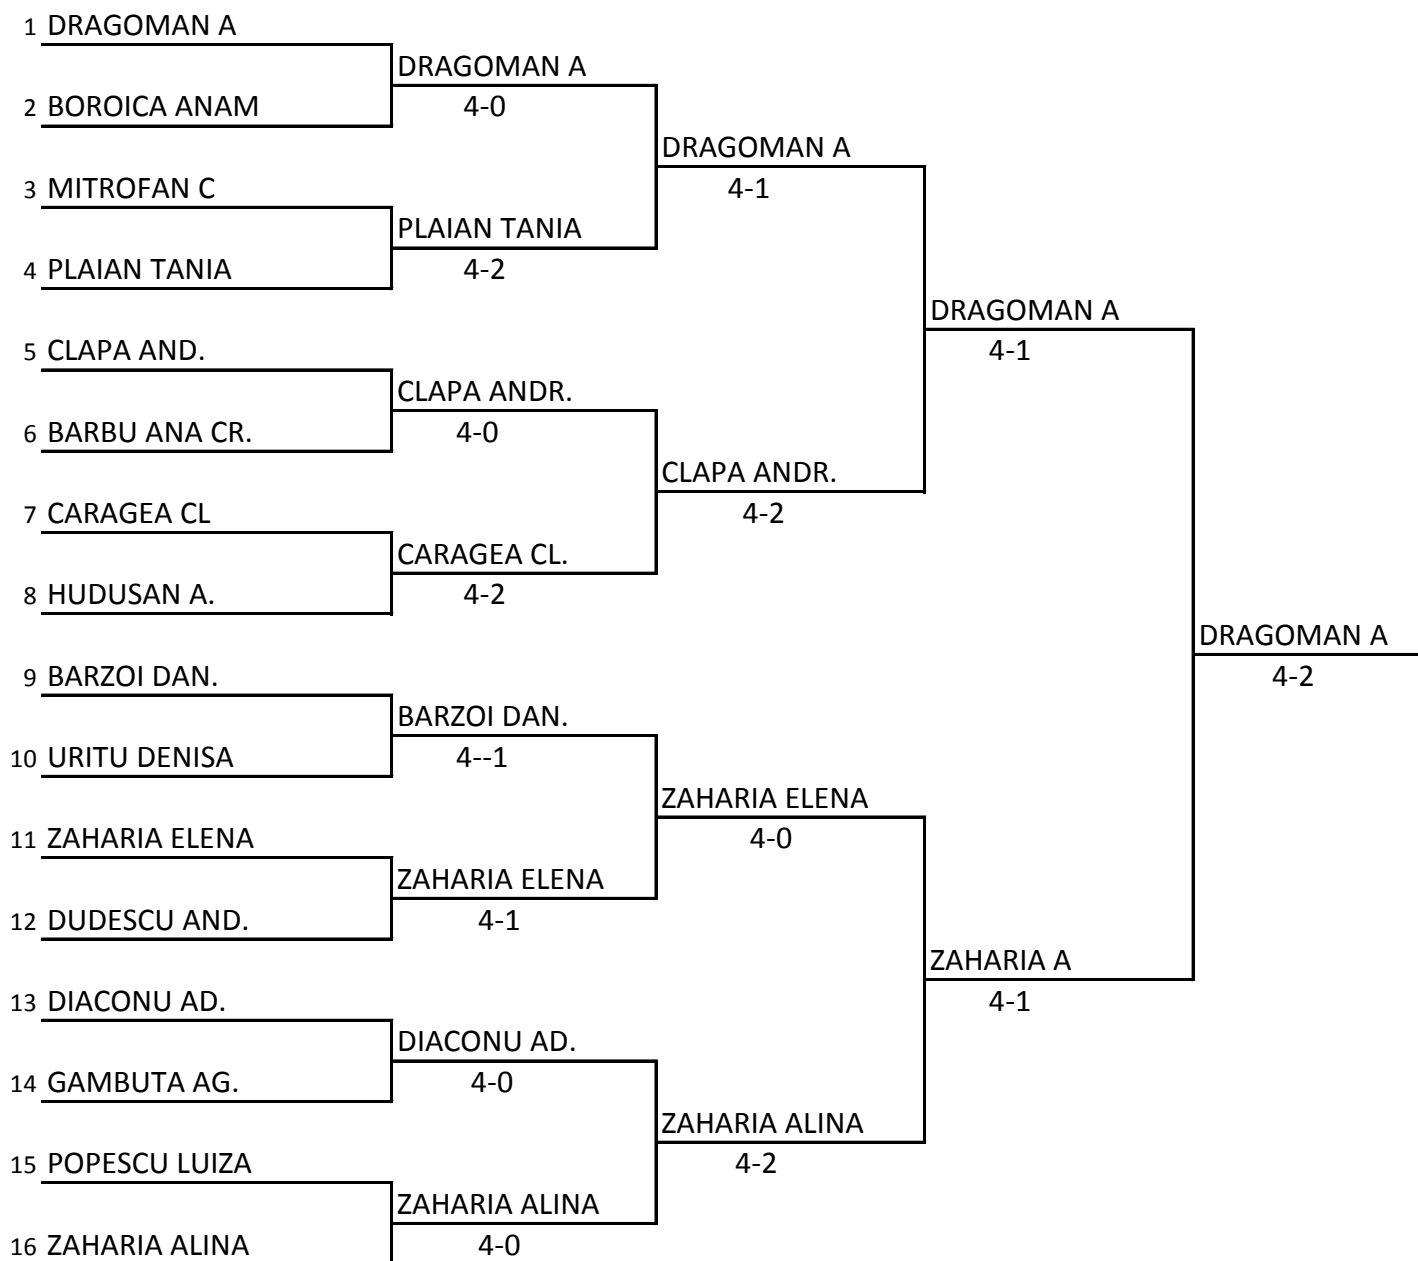 1 DRAGOMAN A
DRAGOMAN A
2 BOROICA ANAM
4-0
DRAGOMAN A
3 MITROFAN C
4-1
PLAIAN TANIA
4 PLAIAN TANIA
4-2
DRAGOMAN A
5 CLAPA AND.
4-1
CLAPA ANDR.
6 BARBU ANA CR.
4-0
CLAPA ANDR.
7 CARAGEA CL
4-2
CARAGEA CL.
8 HUDUSAN A.
4-2
DRAGOMAN A
9 BARZOI DAN.
4-2
BARZOI DAN.
10 URITU DENISA
4--1
ZAHARIA ELENA
11 ZAHARIA ELENA
4-0
ZAHARIA ELENA
12 DUDESCU AND.
4-1
ZAHARIA A
13 DIACONU AD.
4-1
DIACONU AD.
14 GAMBUTA AG.
4-0
ZAHARIA ALINA
15 POPESCU LUIZA
4-2
ZAHARIA ALINA
16 ZAHARIA ALINA
4-0